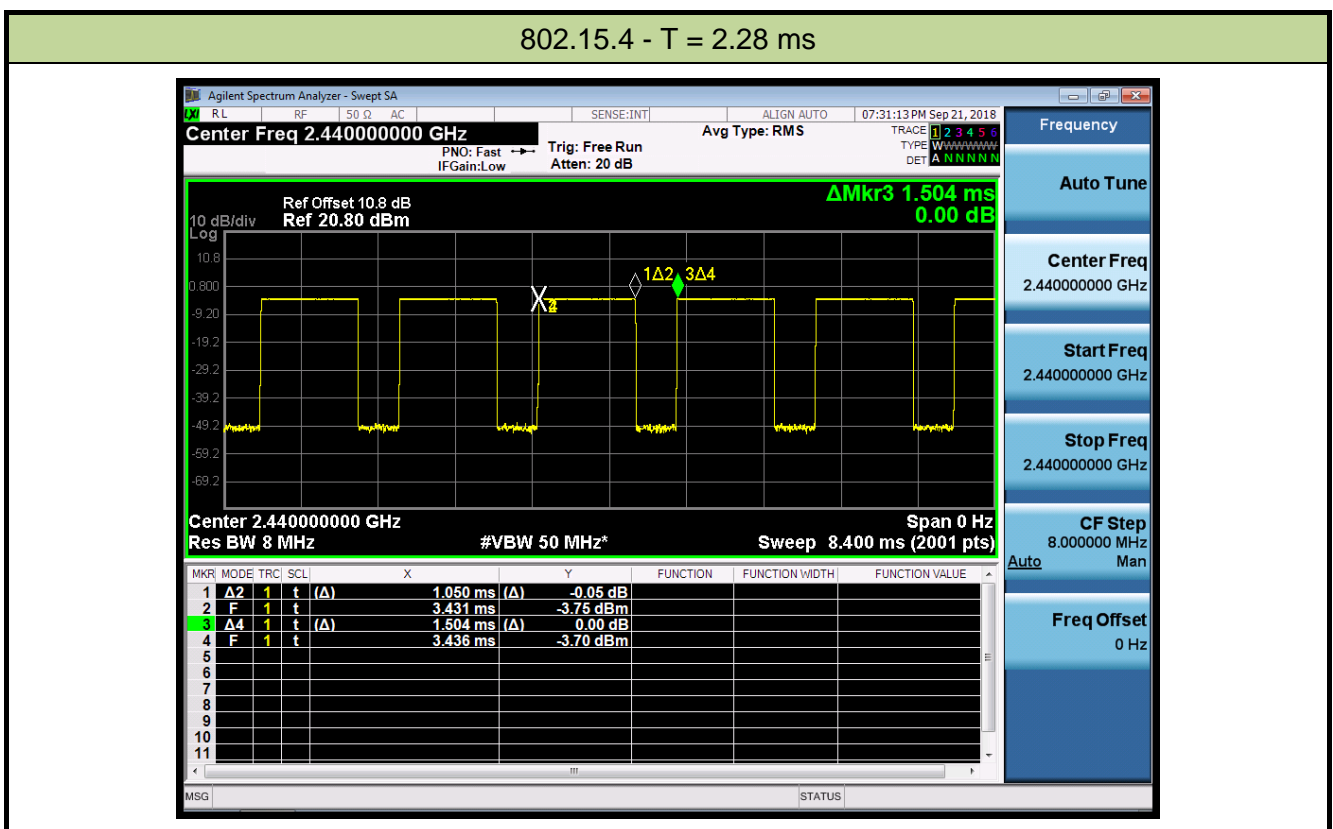 802.15.4 - T = 2.28 ms
Agilent Spectrum Analyzer - Swept SA
LXI RL RF 50 Ω AC SENSE:INT ALIGN AUTO 07:31:13 PM Sep 21, 2018
Center Freq 2.440000000 GHz
PNO: Fast
IFGain:Low
Trig: Free Run
Atten: 20 dB
Avg Type: RMS
TRACE 1 2 3 4 5 6
TYPE WWWWWW
DET A N N N N N
Ref Offset 10.8 dB
10 dB/div Ref 20.80 dBm
Log
ΔMkr3 1.504 ms
0.00 dB
10.8
0.800
-9.20
-19.2
-29.2
-39.2
-49.2
-59.2
-69.2
1Δ2 3Δ4
Center 2.440000000 GHz Span 0 Hz
Res BW 8 MHz #VBW 50 MHz* Sweep 8.400 ms (2001 pts)
MKR MODE TRC SCL X Y FUNCTION FUNCTION WIDTH FUNCTION VALUE
1 Δ2 1 t (Δ) 1.050 ms (Δ) -0.05 dB
2 F 1 t 3.431 ms -3.75 dBm
3 Δ4 1 t (Δ) 1.504 ms (Δ) 0.00 dB
4 F 1 t 3.436 ms -3.70 dBm
5
6
7
8
9
10
11
MSG STATUS
Frequency
Auto Tune
Center Freq
2.440000000 GHz
Start Freq
2.440000000 GHz
Stop Freq
2.440000000 GHz
CF Step
8.000000 MHz
Auto Man
Freq Offset
0 Hz